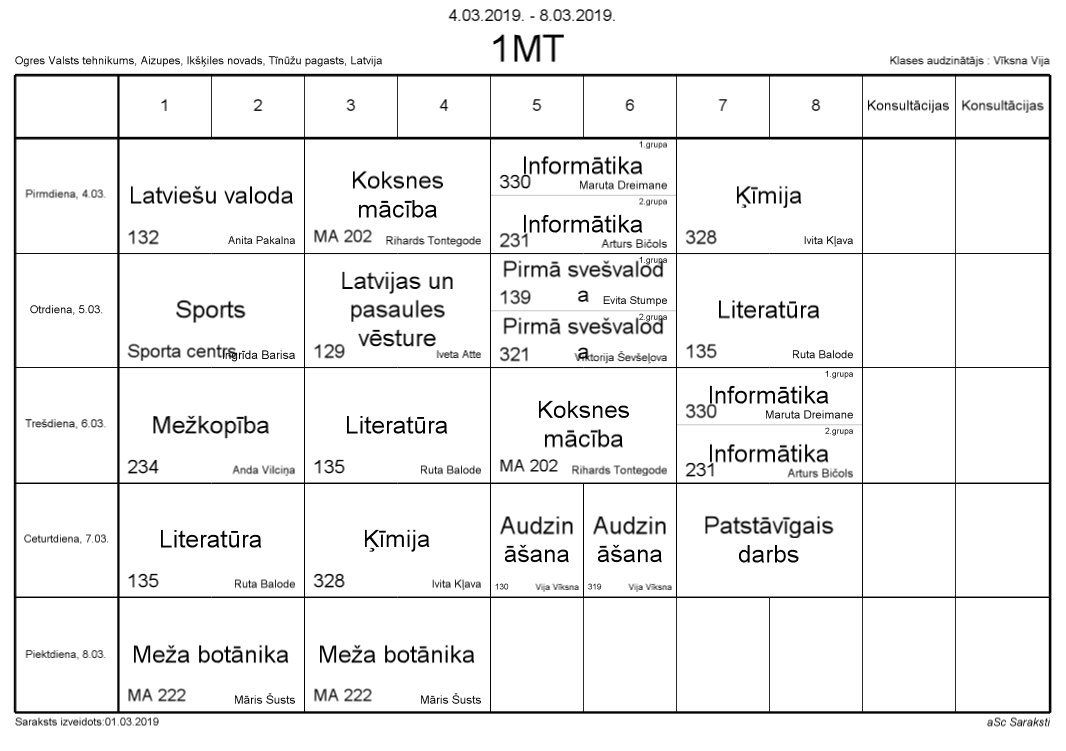 4.03.2019. - 8.03.2019.
1MT
Ogres Valsts tehnikums, Aizupes, Ikšķiles novads, Tīnūžu pagasts, Latvija
Klases audzinātājs : Vīksna Vija
1 2 3 4 5 6 7 8 Konsultācijas Konsultācijas
Pirmdiena, 4.03.
Latviešu valoda
132 Anita Pakalna
Koksnes
mācība
MA 202 Rihards Tontegode
1.grupa
Informātika
330 Maruta Dreimane
2.grupa
Informātika
231 Arturs Bičols
Ķīmija
328 Ivita Kļava
Otrdiena, 5.03.
Sports
Sporta centrs Ingrīda Barisa
Latvijas un
pasaules
vēsture
129 Iveta Atte
1.grupa
Pirmā svešvalod
a
139 Evita Stumpe
2.grupa
Pirmā svešvalod
a
321 Viktorija Ševšeļova
Literatūra
135 Ruta Balode
Trešdiena, 6.03.
Mežkopība
234 Anda Vilciņa
Literatūra
135 Ruta Balode
Koksnes
mācība
MA 202 Rihards Tontegode
1.grupa
Informātika
330 Maruta Dreimane
2.grupa
Informātika
231 Arturs Bičols
Ceturtdiena, 7.03.
Literatūra
135 Ruta Balode
Ķīmija
328 Ivita Kļava
Audzin
āšana
130 Vija Vīksna
Audzin
āšana
319 Vija Vīksna
Patstāvīgais
darbs
Piektdiena, 8.03.
Meža botānika
MA 222 Māris Šusts
Meža botānika
MA 222 Māris Šusts
Saraksts izveidots:01.03.2019
aSc Saraksti